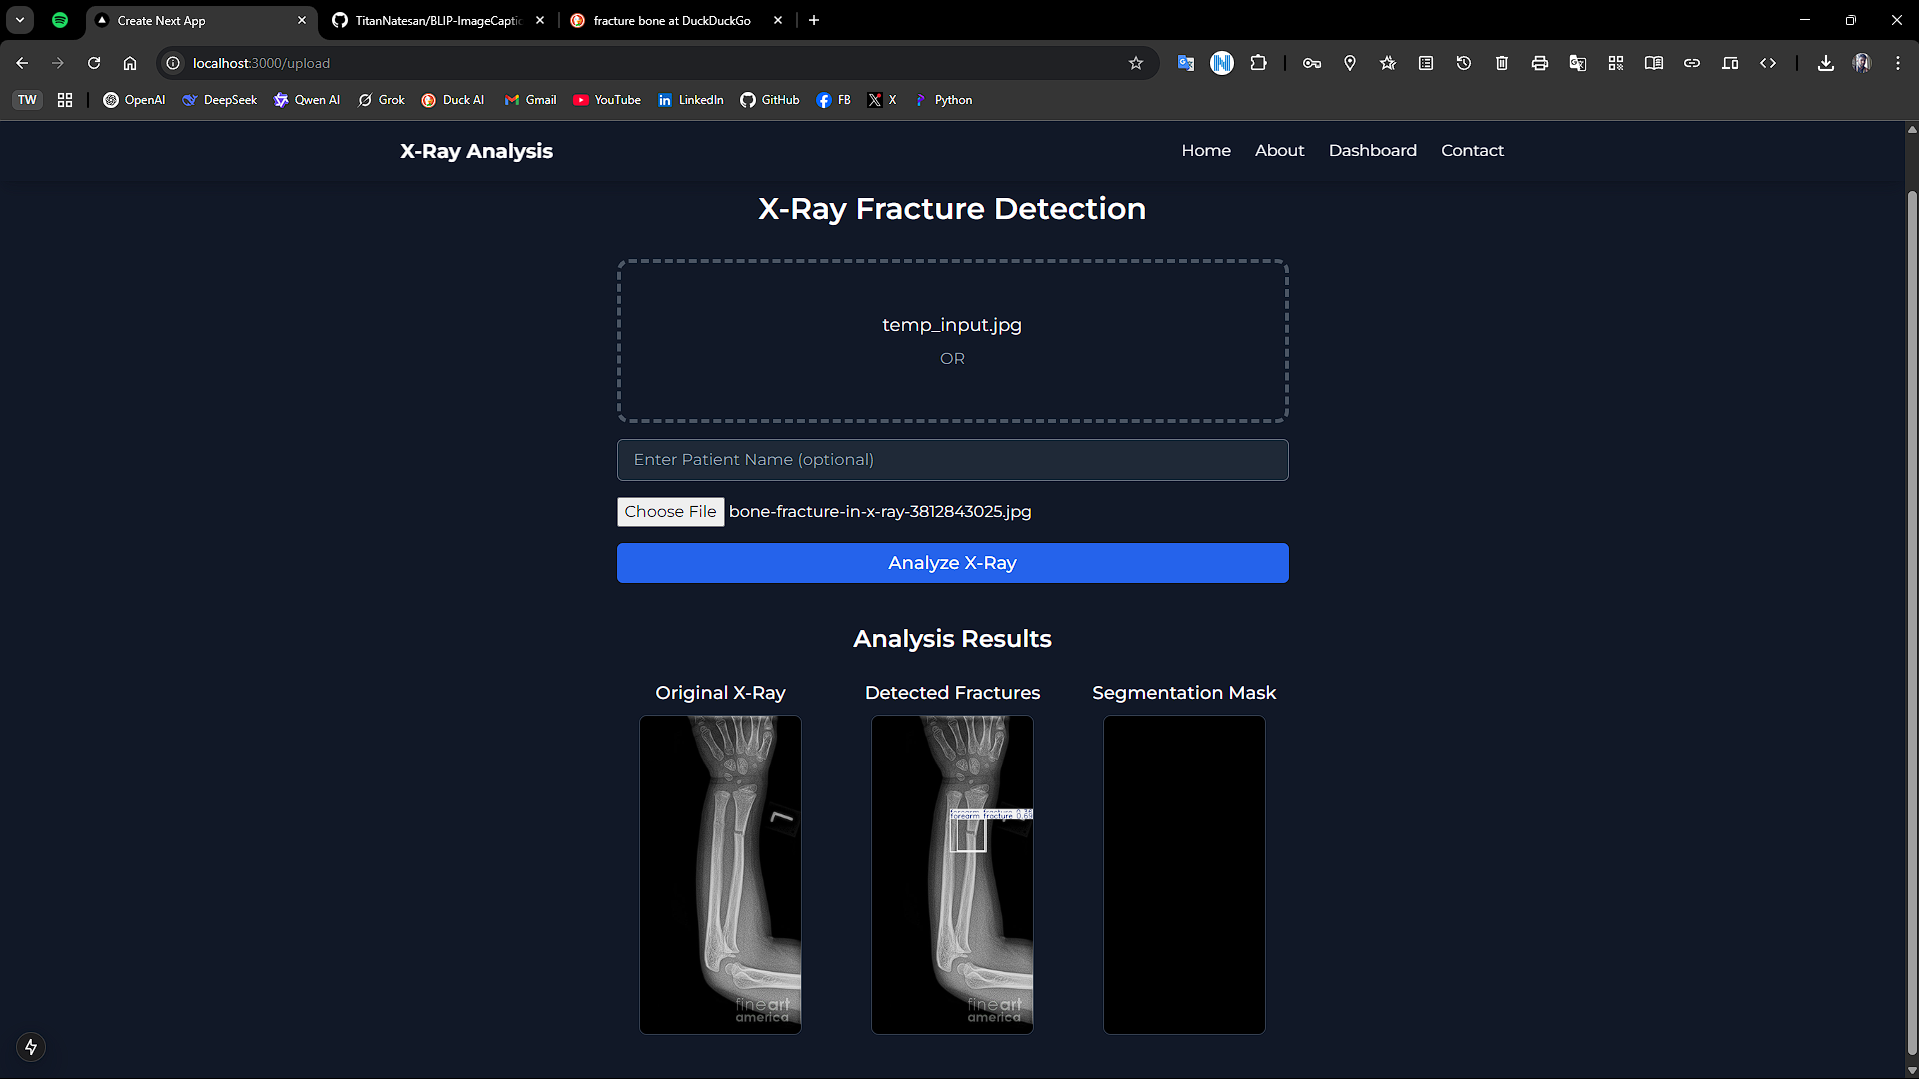 Create Next App
TitanNatesan/BLIP-ImageCaptic
fracture bone at DuckDuckGo
localhost:3000/upload
TW
OpenAI
DeepSeek
Qwen AI
Grok
Duck AI
Gmail
YouTube
LinkedIn
GitHub
FB
X
Python
X-Ray Analysis
Home
About
Dashboard
Contact
X-Ray Fracture Detection
temp_input.jpg
OR
Enter Patient Name (optional)
Choose File bone-fracture-in-x-ray-3812843025.jpg
Analyze X-Ray
Analysis Results
Original X-Ray
Detected Fractures
Segmentation Mask
L
fineart
america
forearm fracture
fineart
america